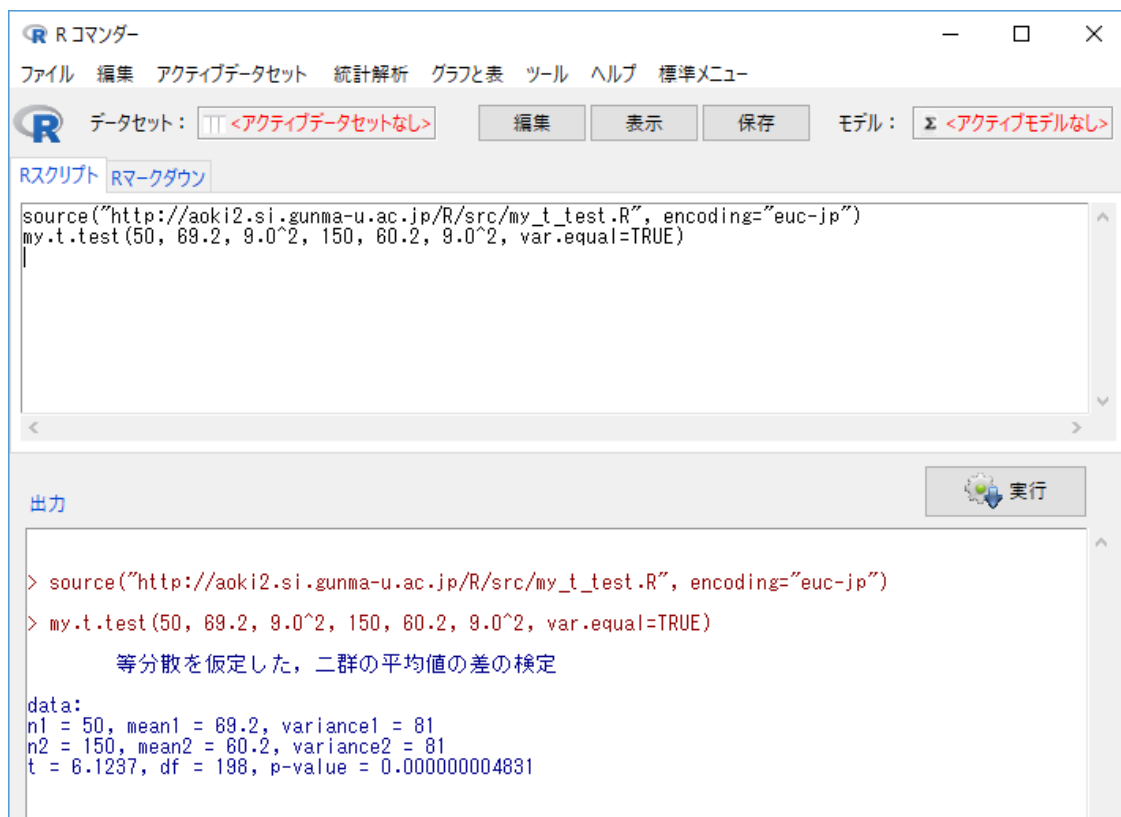 R コマンダー
ファイル 編集 アクティブデータセット 統計解析 グラフと表 ツール ヘルプ 標準メニュー
R データセット： <アクティブデータセットなし> 編集 表示 保存 モデル： Σ <アクティブモデルなし>
Rスクリプト Rマークダウン
source("http://aoki2.si.gunma-u.ac.jp/R/src/my_t_test.R", encoding="euc-jp")
my.t.test(50, 69.2, 9.0^2, 150, 60.2, 9.0^2, var.equal=TRUE)
実行
出力
> source("http://aoki2.si.gunma-u.ac.jp/R/src/my_t_test.R", encoding="euc-jp")
> my.t.test(50, 69.2, 9.0^2, 150, 60.2, 9.0^2, var.equal=TRUE)
等分散を仮定した，二群の平均値の差の検定
data:
n1 = 50, mean1 = 69.2, variance1 = 81
n2 = 150, mean2 = 60.2, variance2 = 81
t = 6.1237, df = 198, p-value = 0.000000004831